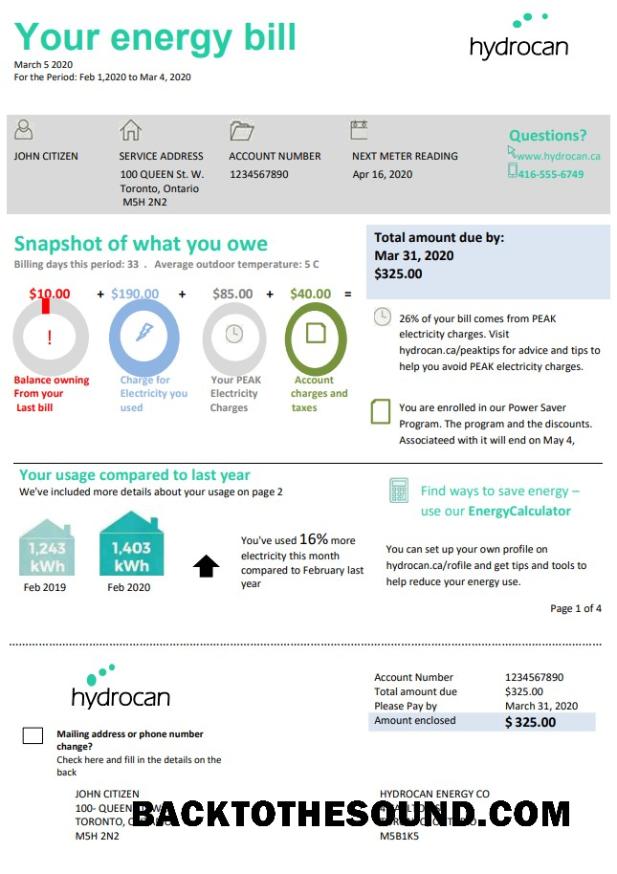 Your energy bill
March 5 2020
For the Period: Feb 1,2020 to Mar 4, 2020
hydrocan
JOHN CITIZEN
SERVICE ADDRESS
100 QUEEN St. W.
Toronto, Ontario
M5H 2N2
ACCOUNT NUMBER
1234567890
NEXT METER READING
Apr 16, 2020
Questions?
www.hydrocan.ca
416-555-6749
Snapshot of what you owe
Billing days this period: 33 . Average outdoor temperature: 5 C
$10.00 + $190.00 + $85.00 + $40.00 =
!
Balance owning
From your
Last bill
Charge for
Electricity you
used
Your PEAK
Electricity
Charges
Account
charges and
taxes
Total amount due by:
Mar 31, 2020
$325.00
26% of your bill comes from PEAK
electricity charges. Visit
hydrocan.ca/peaktips for advice and tips to
help you avoid PEAK electricity charges.
You are enrolled in our Power Saver
Program. The program and the discounts.
Associateed with it will end on May 4,
Your usage compared to last year
We've included more details about your usage on page 2
1,243
kWh
Feb 2019
1,403
kWh
Feb 2020
You've used 16% more
electricity this month
compared to February last
year
Find ways to save energy –
use our EnergyCalculator
You can set up your own profile on
hydrocan.ca/rofile and get tips and tools to
help reduce your energy use.
Page 1 of 4
hydrocan
Mailing address or phone number
change?
Check here and fill in the details on the
back
Account Number 1234567890
Total amount due $325.00
Please Pay by March 31, 2020
Amount enclosed $ 325.00
JOHN CITIZEN
100- QUEEN
TORONTO,
M5H 2N2
HYDROCAN ENERGY CO
M5B1K5
BACKTOTHESOUND.COM